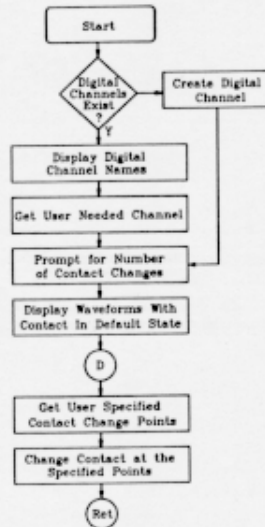 Start
Digital
Channels
Exist
?
Y
Create Digital
Channel
Display Digital
Channel Names
Get User Needed Channel
Prompt for Number
of Contact Changes
Display Waveforms With
Contact In Default State
D
Get User Specified
Contact Change Points
Change Contact at the
Specified Points
Ret